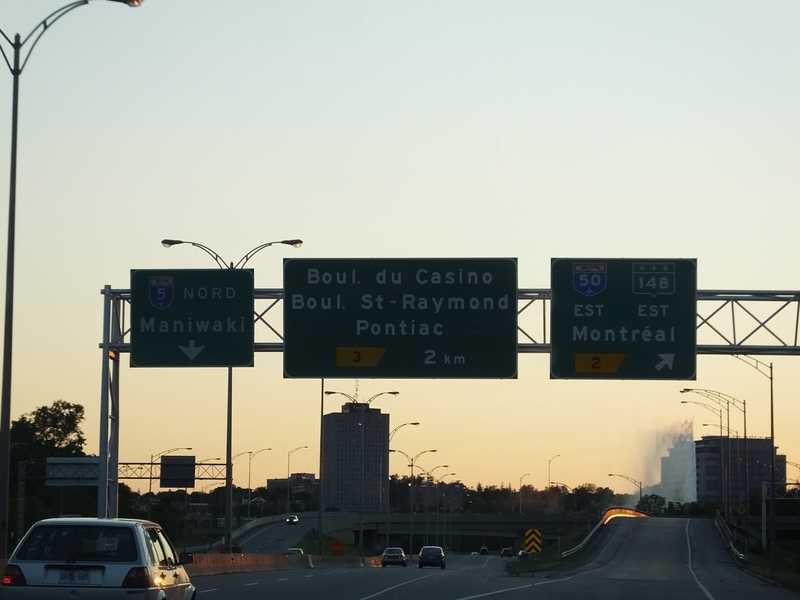 5 NORD
Maniwaki
Boul. du Casino
Boul. St-Raymond
Pontiac
3 2 km
50 148
EST EST
Montréal
2